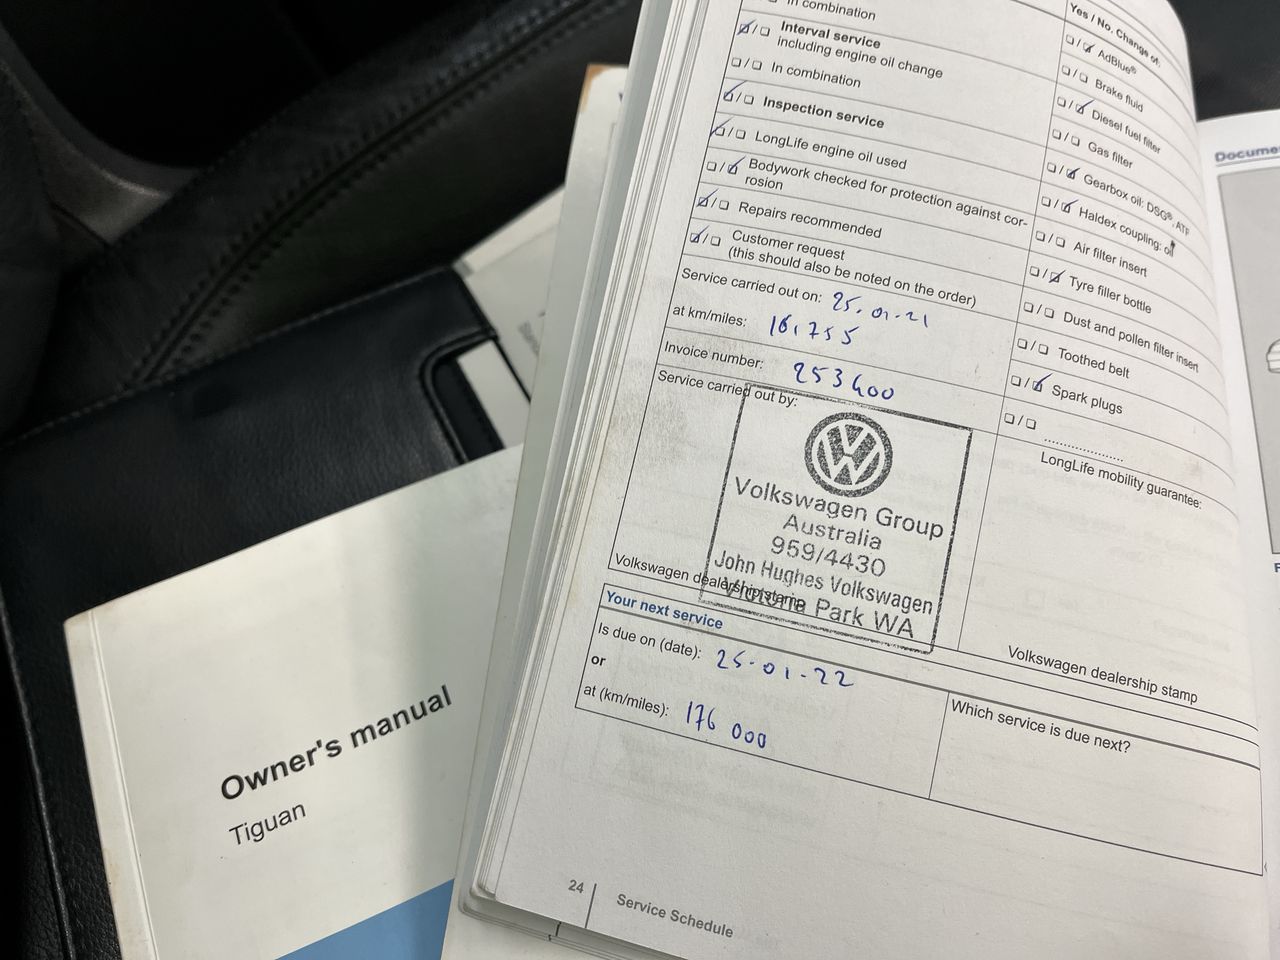 In combination
Interval service
including engine oil change
In combination
Inspection service
LongLife engine oil used
Bodywork checked for protection against cor-
rosion
Repairs recommended
Customer request
(this should also be noted on the order)
Service carried out on: 25.01.21
at km/miles:
Invoice number: 253400
Service carried out by:
VW
Volkswagen Group
Australia
959/4430
John Hughes Volkswagen
Victoria Park WA
Volkswagen dealership stamp
Yes / No. Change of:
AdBlue®
Brake fluid
Diesel fuel filter
Gas filter
Gearbox oil: DSG®, ATF
Haldex coupling: oil
Air filter insert
Tyre filler bottle
Dust and pollen filter insert
Toothed belt
Spark plugs
....................
LongLife mobility guarantee:
Volkswagen dealership stamp
Your next service
Is due on (date): 25-01-22
or
at (km/miles): 176 000
Which service is due next?
24
Service Schedule
Owner's manual
Tiguan